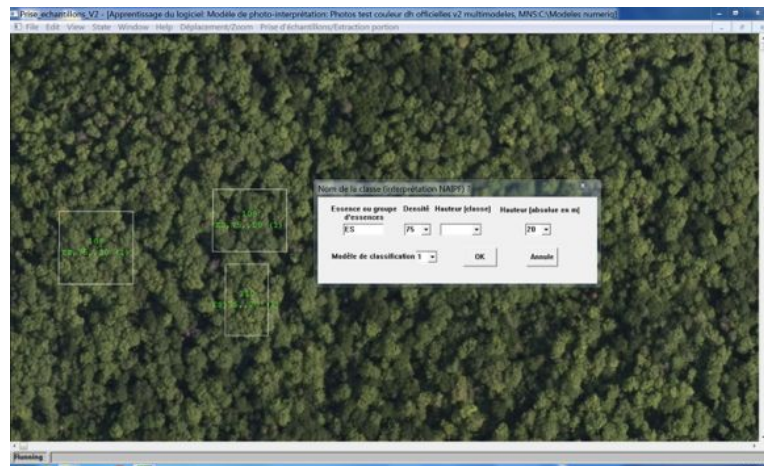 Prise_echantillons_V2 - [Apprentissage du logiciel: Modèle de photo-interprétation: Photos test couleur dh officielles v2 multimodeles, MNS:C:\Modeles numeriq]
File Edit View State Window Help Déplacement/Zoom Prise d'échantillons/Extraction portion
Nom de la classe (interprétation NAIPF) ?
Essence ou groupe d'essences Densité Hauteur (classe) Hauteur (absolue en m)
ES 75 20
Modèle de classification 1 OK Annule
Running